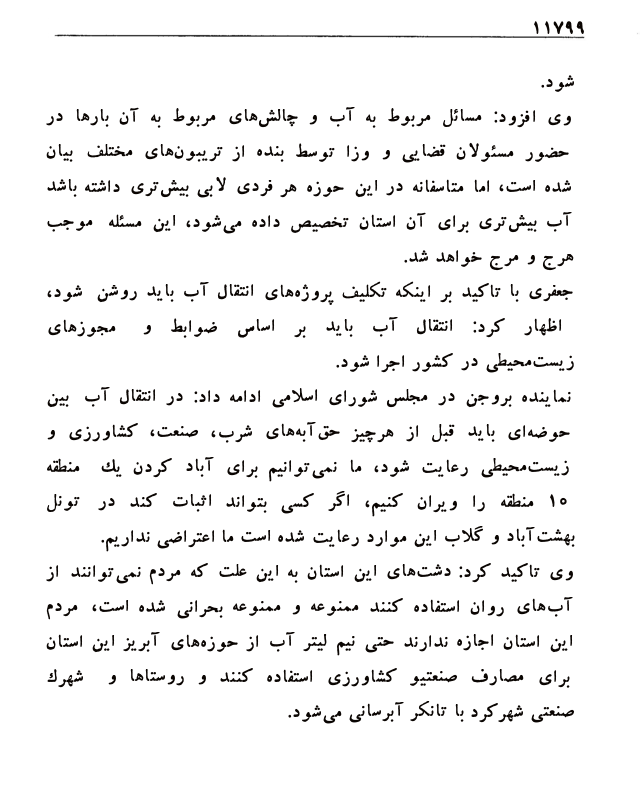 ۱۱۷۹۹
شود.
وی افزود: مسائل مربوط به آب و چالش‌های مربوط به آن بارها در
حضور مسئولان قضایی و وزا توسط بنده از تریبون‌های مختلف بیان
شده است، اما متاسفانه در این حوزه هر فردی لابی بیش‌تری داشته باشد
آب بیش‌تری برای آن استان تخصیص داده می‌شود، این مسئله موجب
هرج و مرج خواهد شد.
جعفری با تاکید بر اینکه تکلیف پروژه‌های انتقال آب باید روشن شود،
اظهار کرد: انتقال آب باید بر اساس ضوابط و مجوزهای
زیست‌محیطی در کشور اجرا شود.
نماینده بروجن در مجلس شورای اسلامی ادامه داد: در انتقال آب بین
حوضه‌ای باید قبل از هرچیز حق‌آبه‌های شرب، صنعت، کشاورزی و
زیست‌محیطی رعایت شود، ما نمی‌توانیم برای آباد کردن یك منطقه
۱۵ منطقه را ویران کنیم، اگر کسی بتواند اثبات کند در تونل
بهشت‌آباد و گلاب این موارد رعایت شده است ما اعتراضی نداریم.
وی تاکید کرد: دشت‌های این استان به این علت که مردم نمی‌توانند از
آب‌های روان استفاده کنند ممنوعه و ممنوعه بحرانی شده است، مردم
این استان اجازه ندارند حتی نیم لیتر آب از حوزه‌های آبریز این استان
برای مصارف صنعتیو کشاورزی استفاده کنند و روستاها و شهرك
صنعتی شهرکرد با تانکر آبرسانی می‌شود.